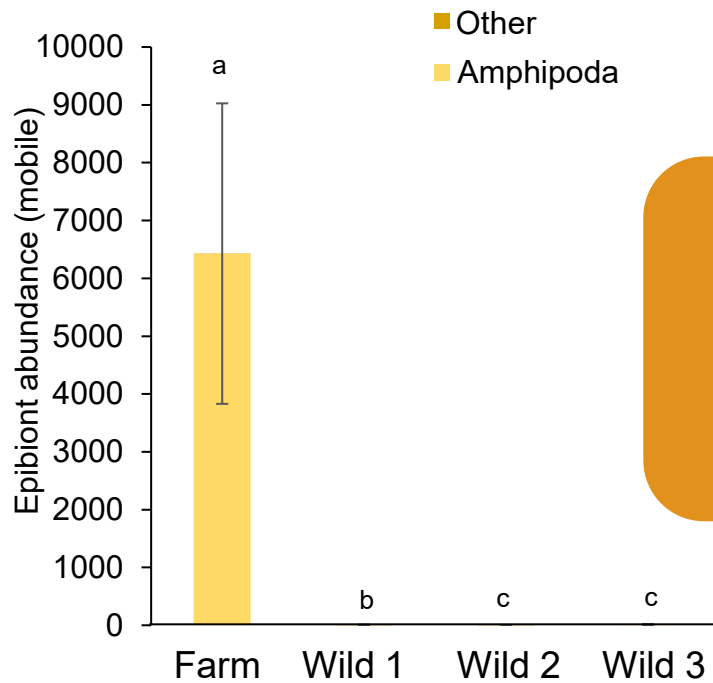 Other
Amphipoda
Epibiont abundance (mobile)
10000
9000
8000
7000
6000
5000
4000
3000
2000
1000
0
a
b
c
c
Farm
Wild 1
Wild 2
Wild 3